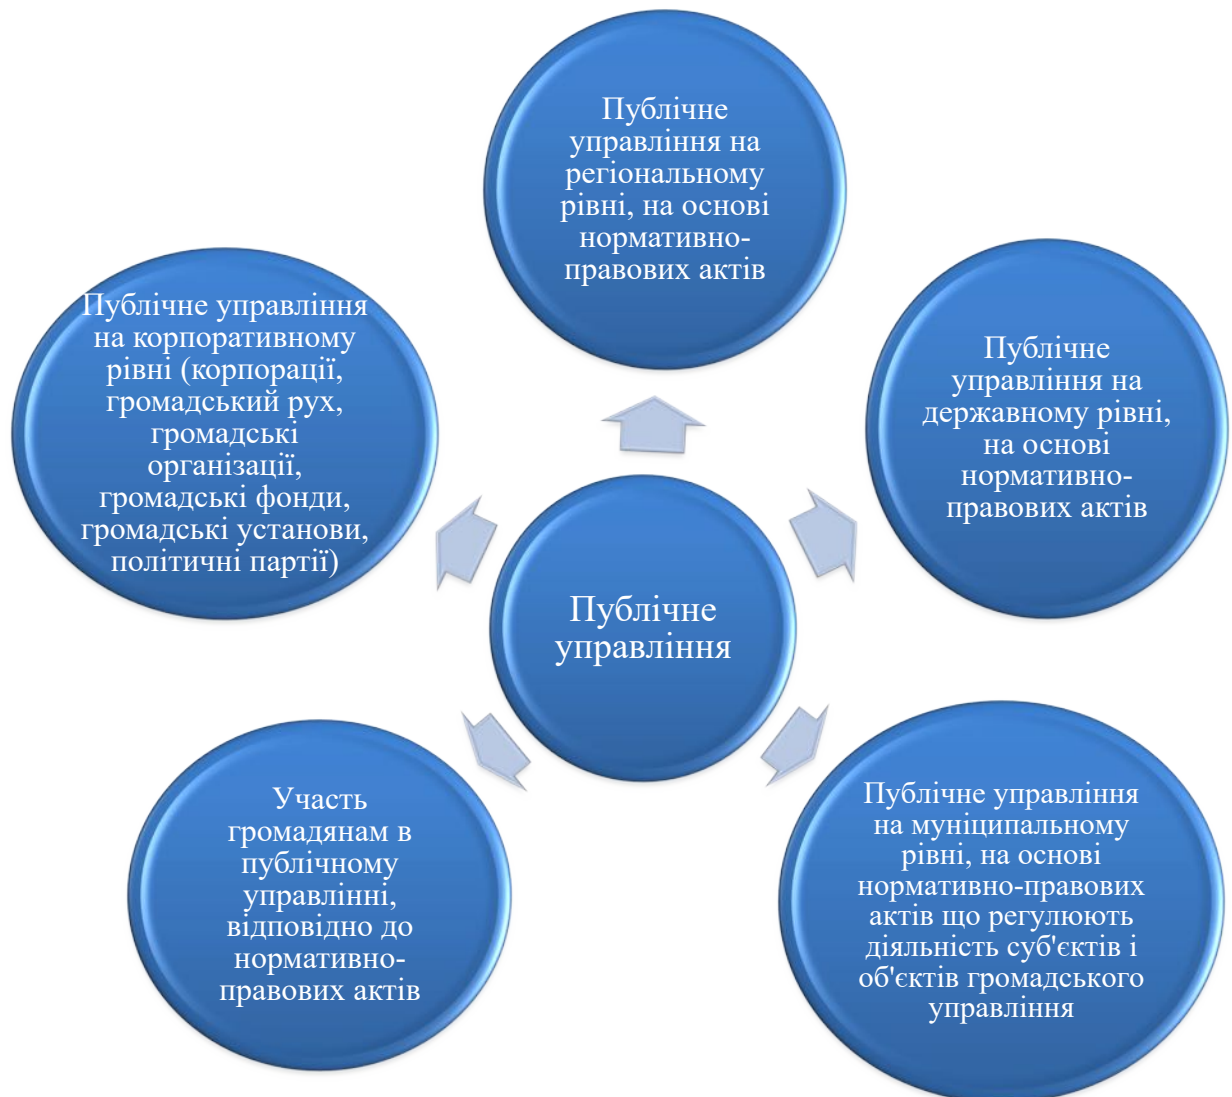 Публічне
управління на
регіональному
рівні, на основі
нормативно-
правових актів
Публічне управління
на корпоративному
рівні (корпорації,
громадський рух,
громадські
організації,
громадські фонди,
громадські установи,
політичні партії)
Публічне
управління на
державному рівні,
на основі
нормативно-
правових актів
Публічне
управління
Участь
громадянам в
публічному
управлінні,
відповідно до
нормативно-
правових актів
Публічне управління
на муніципальному
рівні, на основі
нормативно-правових
актів що регулюють
діяльність суб'єктів і
об'єктів громадського
управління